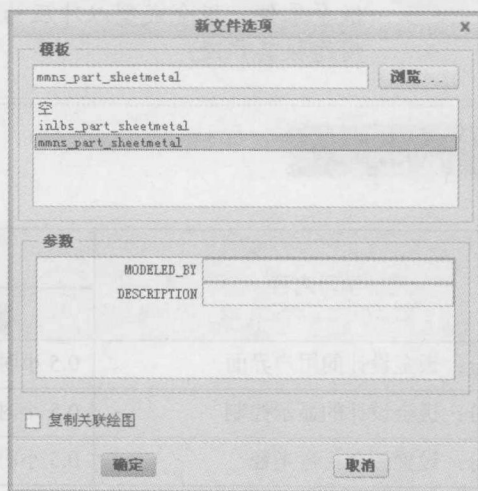 新文件选项 x
模板
mmns_part_sheetmetal 浏览...
空
inlbs_part_sheetmetal
mmns_part_sheetmetal
参数
MODELED_BY
DESCRIPTION
复制关联绘图
确定 取消